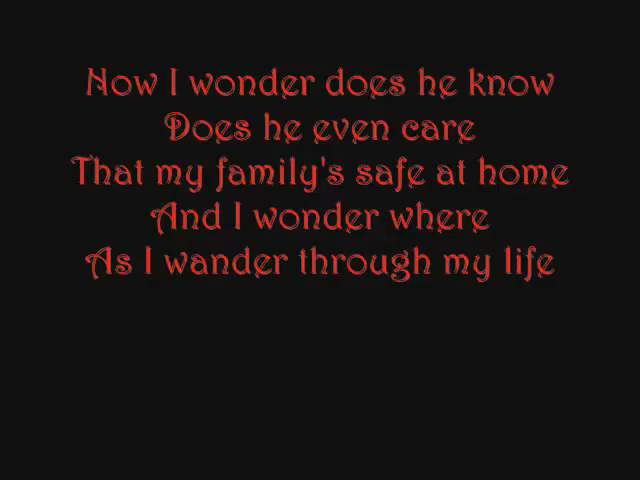 Now I wonder does he know
Does he even care
That my family's safe at home
And I wonder where
As I wander through my life